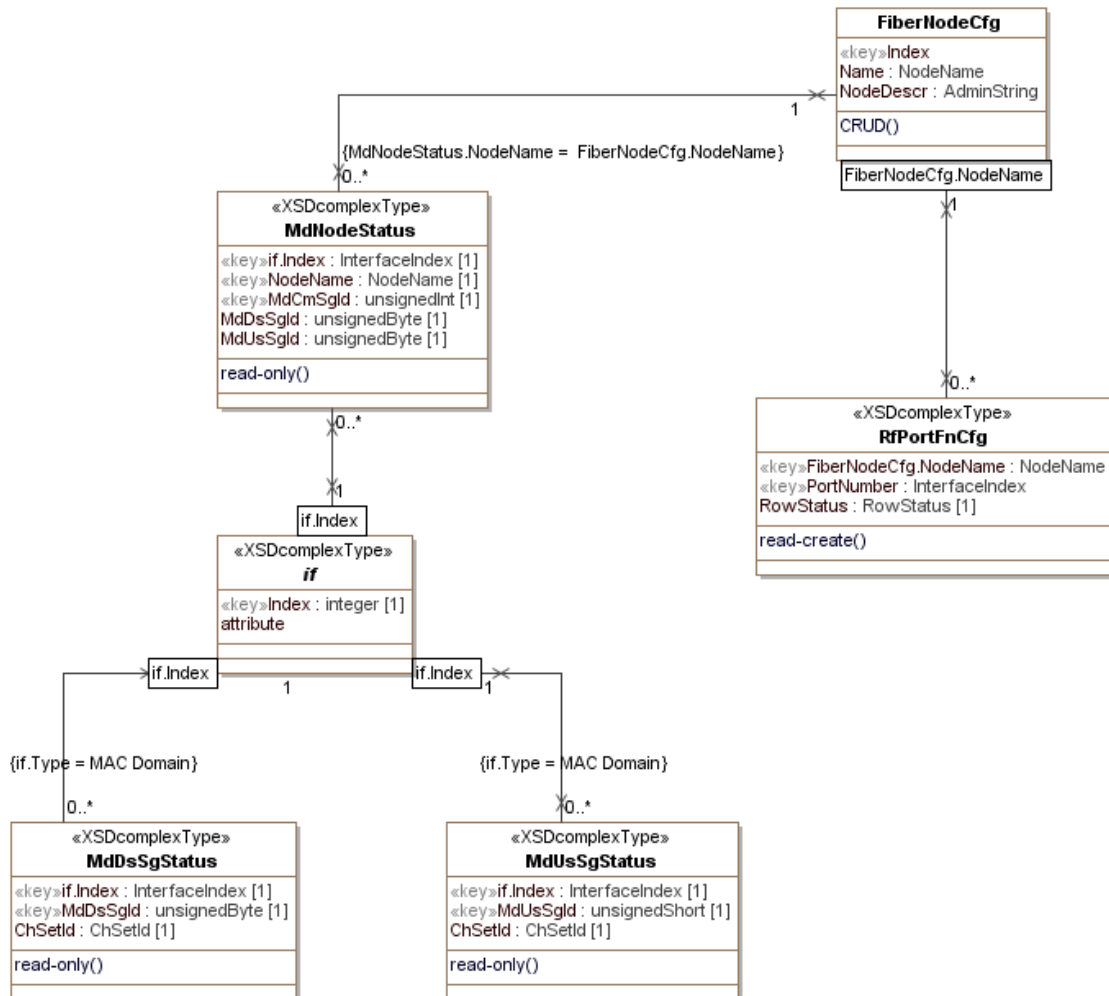 FiberNodeCfg
«key»Index
Name : NodeName
NodeDescr : AdminString
CRUD()
FiberNodeCfg.NodeName
1
{MdNodeStatus.NodeName =  FiberNodeCfg.NodeName}
0..*
1
«XSDcomplexType»
MdNodeStatus
«key»if.Index : InterfaceIndex [1]
«key»NodeName : NodeName [1]
«key»MdCmSgId : unsignedInt [1]
MdDsSgId : unsignedByte [1]
MdUsSgId : unsignedByte [1]
read-only()
0..*
0..*
«XSDcomplexType»
RfPortFnCfg
«key»FiberNodeCfg.NodeName : NodeName
«key»PortNumber : InterfaceIndex
RowStatus : RowStatus [1]
read-create()
1
if.Index
«XSDcomplexType»
if
«key»Index : integer [1]
attribute
if.Index
1
if.Index
1
{if.Type = MAC Domain}
{if.Type = MAC Domain}
0..*
0..*
«XSDcomplexType»
MdDsSgStatus
«key»if.Index : InterfaceIndex [1]
«key»MdDsSgId : unsignedByte [1]
ChSetId : ChSetId [1]
read-only()
«XSDcomplexType»
MdUsSgStatus
«key»if.Index : InterfaceIndex [1]
«key»MdUsSgId : unsignedShort [1]
ChSetId : ChSetId [1]
read-only()